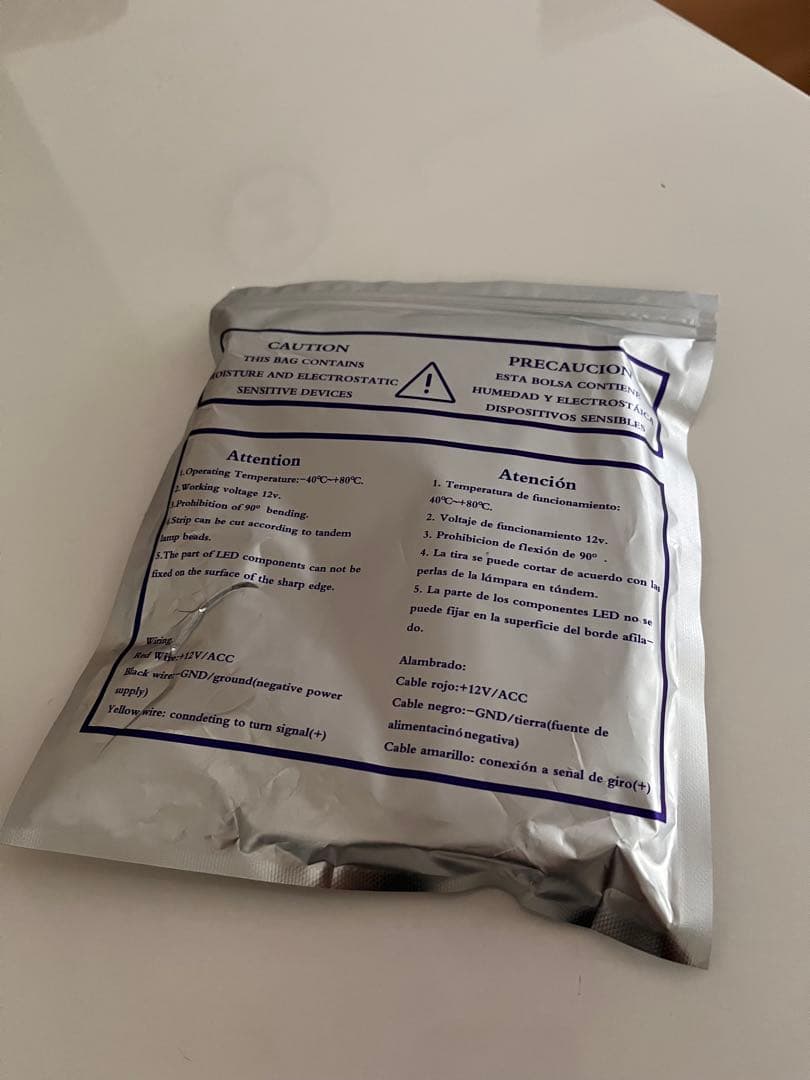 CAUTION
THIS BAG CONTAINS
OISTURE AND ELECTROSTATIC
SENSITIVE DEVICES
PRECAUCION
ESTA BOLSA CONTIENE
HUMEDAD Y ELECTROSTÁICA
DISPOSITIVOS SENSIBLES
Attention
1.Operating Temperature:-40℃~+80℃.
2.Working voltage 12v.
3.Prohibition of 90° bending.
4.Strip can be cut according to tandem
lamp beads.
5.The part of LED components can not be
fixed on the surface of the sharp edge.
Wiring
Red Wire:+12V/ACC
Black wire:-GND/ground(negative power
supply)
Yellow wire: conndeting to turn signal(+)
Atención
1. Temperatura de funcionamiento:
40℃~+80℃.
2. Voltaje de funcionamiento 12v.
3. Prohibicion de flexión de 90° .
4. La tira se puede cortar de acuerdo con las
perlas de la lámpara en tándem.
5. La parte de los componentes LED no se
puede fijar en la superficie del borde afila-
do.
Alambrado:
Cable rojo:+12V/ACC
Cable negro:-GND/tierra(fuente de
alimentacinónegativa)
Cable amarillo: conexión a señal de giro(+)